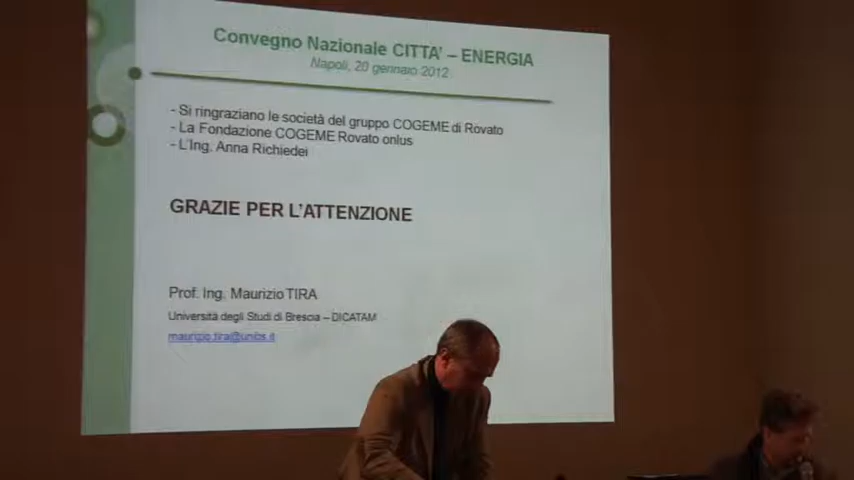 Convegno Nazionale CITTA' – ENERGIA
Napoli, 20 gennaio 2012
- Si ringraziano le società del gruppo COGEME di Rovato
- La Fondazione COGEME Rovato onlus
- L'Ing. Anna Richiedei
GRAZIE PER L'ATTENZIONE
Prof. Ing. Maurizio TIRA
Università degli Studi di Brescia – DICATAM
maurizio.tira@unibs.it